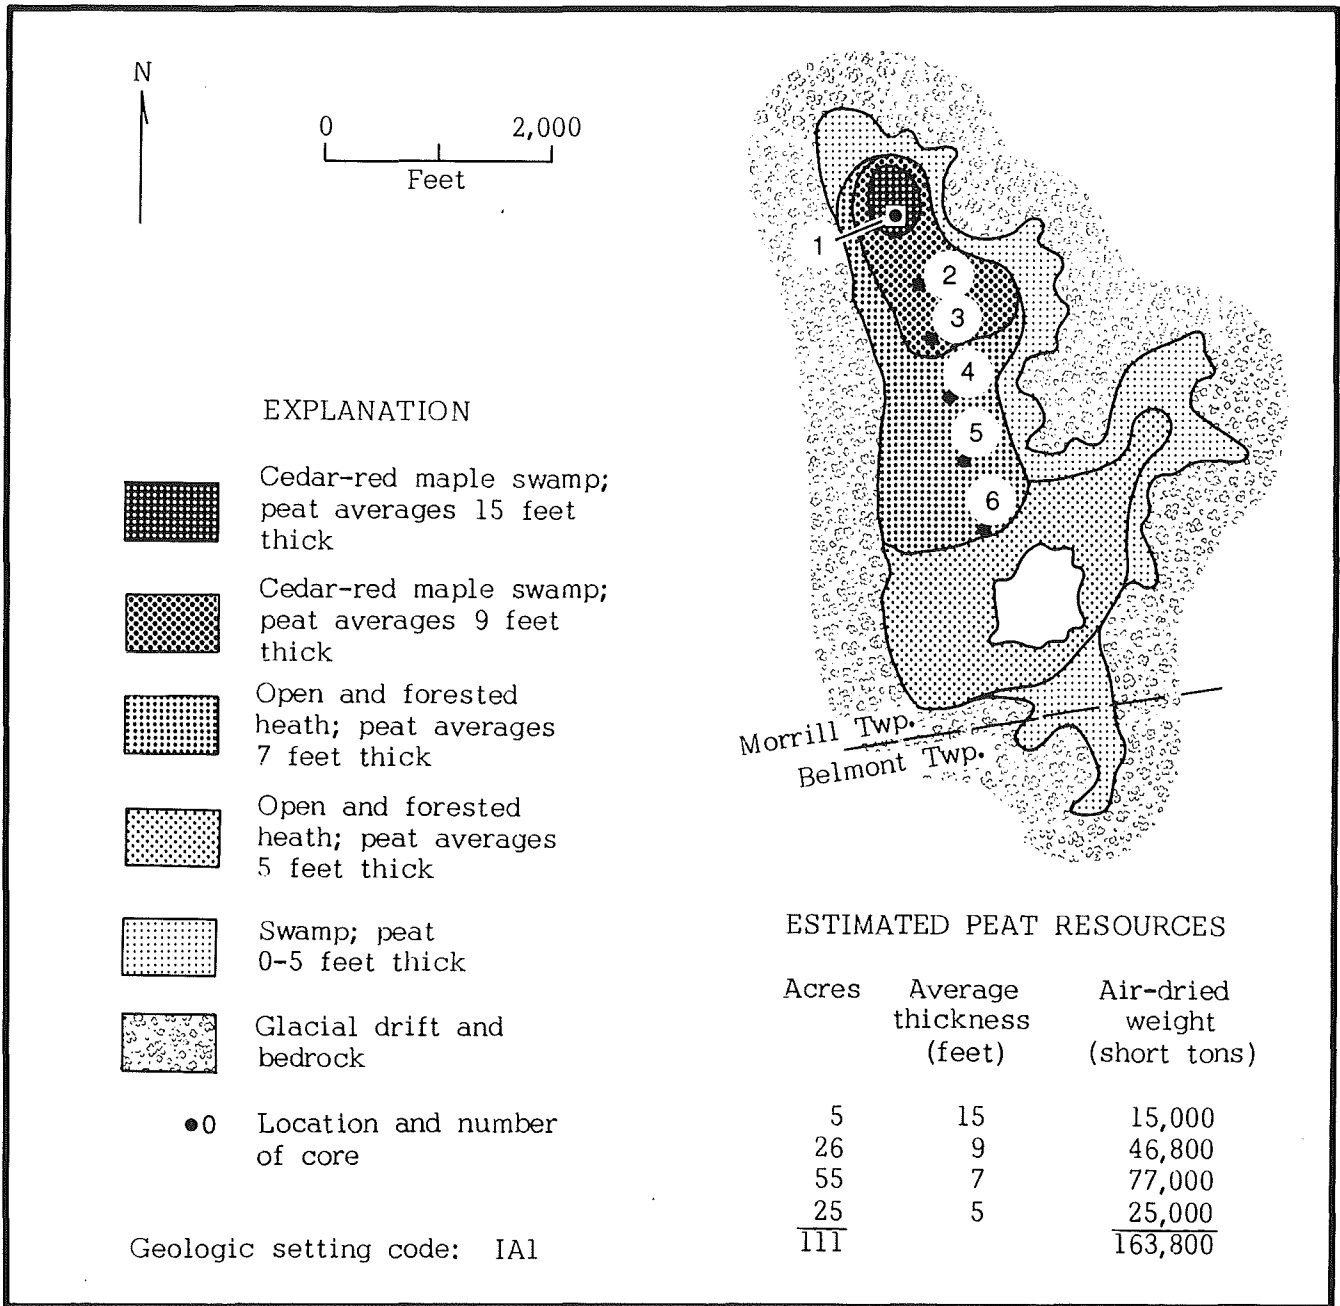 N
0 2,000
Feet
1
2
3
4
5
6
Morrill Twp.
Belmont Twp.
EXPLANATION
Cedar-red maple swamp;
peat averages 15 feet
thick
Cedar-red maple swamp;
peat averages 9 feet
thick
Open and forested
heath; peat averages
7 feet thick
Open and forested
heath; peat averages
5 feet thick
Swamp; peat
0-5 feet thick
Glacial drift and
bedrock
0 Location and number
of core
Geologic setting code: IA1
ESTIMATED PEAT RESOURCES
Acres Average Air-dried
thickness weight
(feet) (short tons)
5 15 15,000
26 9 46,800
55 7 77,000
25 5 25,000
111 163,800